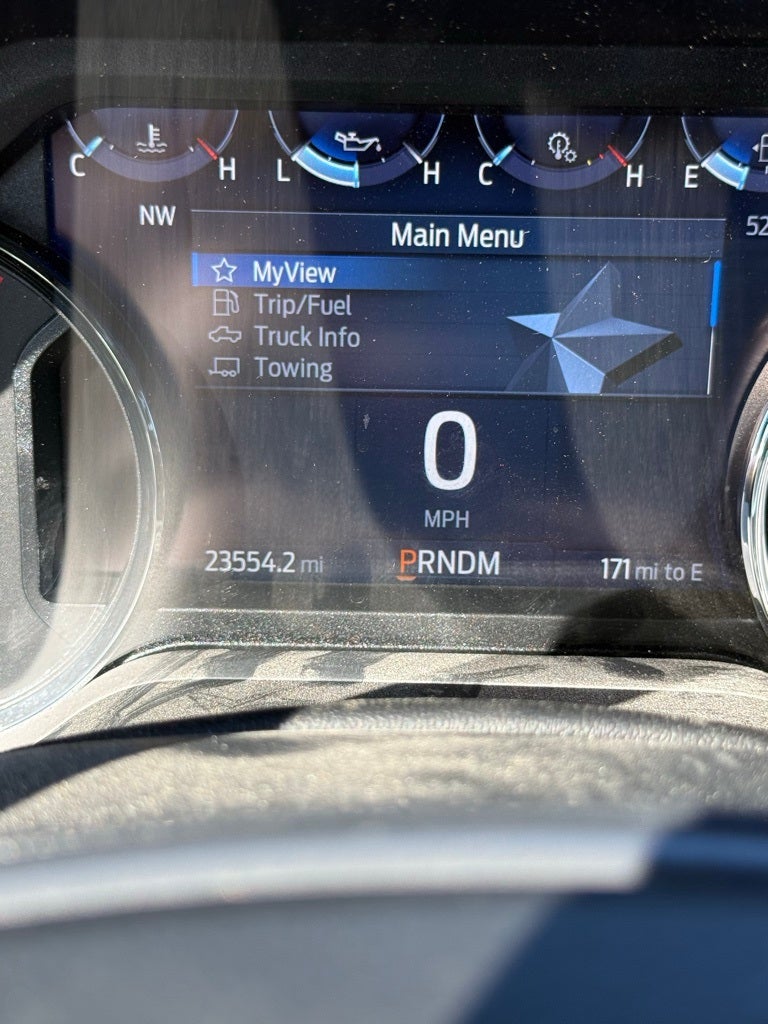 C H L H C H E
NW
52
Main Menu
MyView
Trip/Fuel
Truck Info
Towing
0
MPH
23554.2 mi PRNDM 171 mi to E